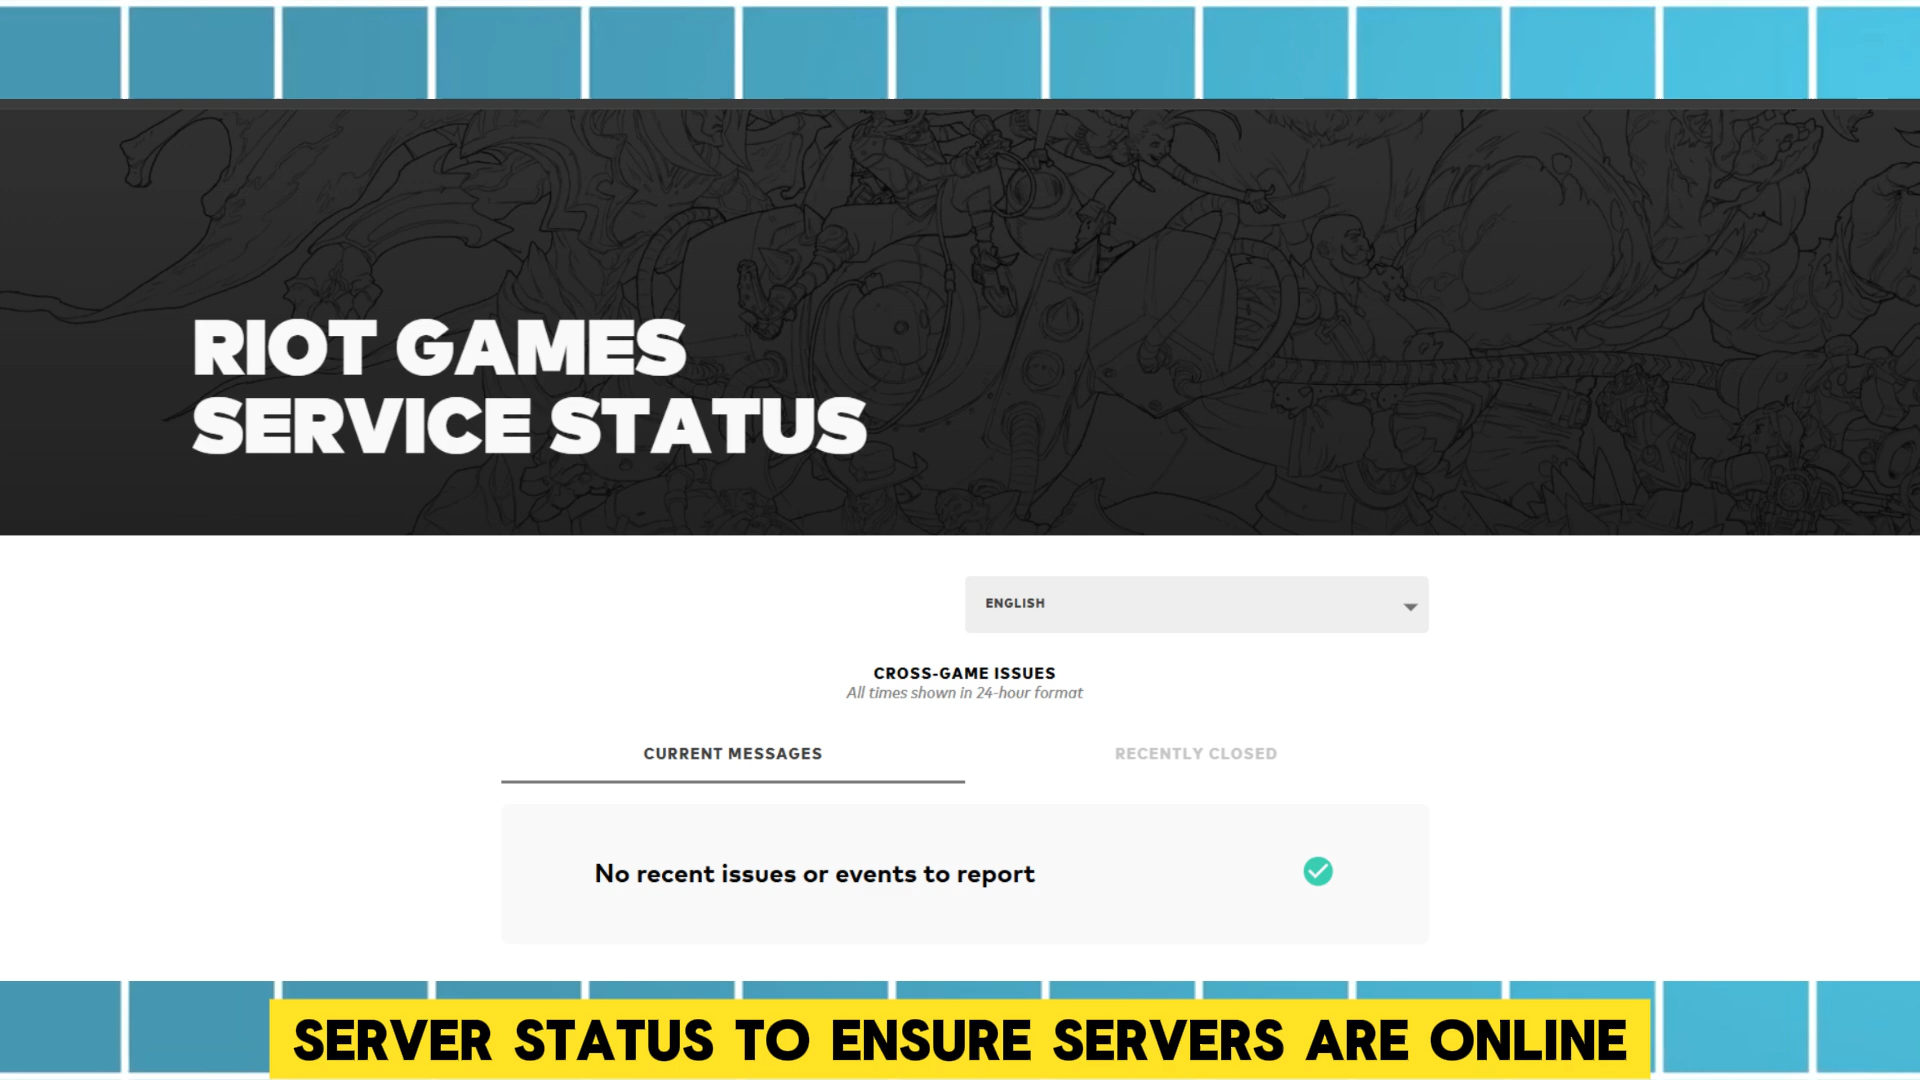 RIOT GAMES
SERVICE STATUS
ENGLISH
CROSS-GAME ISSUES
All times shown in 24-hour format
CURRENT MESSAGES
RECENTLY CLOSED
No recent issues or events to report
SERVER STATUS TO ENSURE SERVERS ARE ONLINE